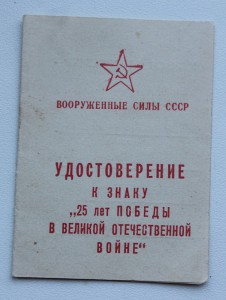 ВООРУЖЕННЫЕ СИЛЫ СССР
УДОСТОВЕРЕНИЕ
К ЗНАКУ
„25 лет ПОБЕДЫ
В ВЕЛИКОЙ ОТЕЧЕСТВЕННОЙ
ВОЙНЕ“